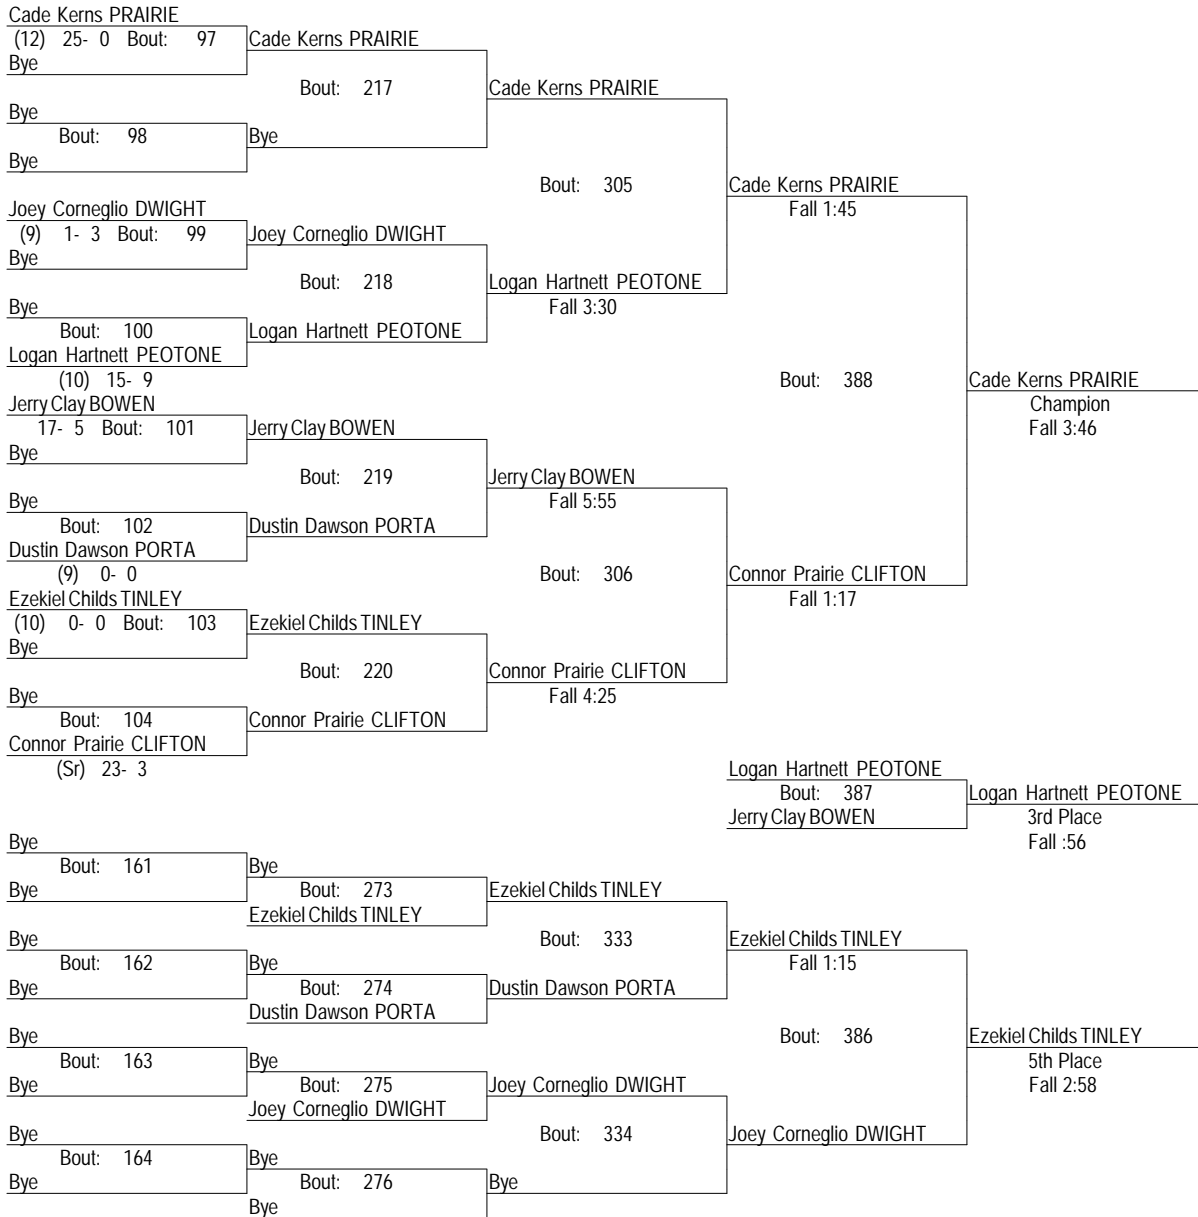 Cade Kerns PRAIRIE
(12) 25- 0 Bout: 97 Cade Kerns PRAIRIE
Bye
Bout: 217 Cade Kerns PRAIRIE
Bye
Bout: 98 Bye
Bye
Bout: 305 Cade Kerns PRAIRIE
Fall 1:45
Joey Corneglio DWIGHT
(9) 1- 3 Bout: 99 Joey Corneglio DWIGHT
Bye
Bout: 218 Logan Hartnett PEOTONE
Bye Fall 3:30
Bout: 100 Logan Hartnett PEOTONE
Logan Hartnett PEOTONE
(10) 15- 9 Bout: 388 Cade Kerns PRAIRIE
Jerry Clay BOWEN Champion
17- 5 Bout: 101 Jerry Clay BOWEN Fall 3:46
Bye
Bout: 219 Jerry Clay BOWEN
Bye Fall 5:55
Bout: 102 Dustin Dawson PORTA
Dustin Dawson PORTA
(9) 0- 0 Bout: 306 Connor Prairie CLIFTON
Ezekiel Childs TINLEY Fall 1:17
(10) 0- 0 Bout: 103 Ezekiel Childs TINLEY
Bye
Bout: 220 Connor Prairie CLIFTON
Bye Fall 4:25
Bout: 104 Connor Prairie CLIFTON
Connor Prairie CLIFTON
(Sr) 23- 3 Logan Hartnett PEOTONE
Bout: 387 Logan Hartnett PEOTONE
Jerry Clay BOWEN 3rd Place
Bye Fall :56
Bout: 161 Bye
Bye Bout: 273 Ezekiel Childs TINLEY
Ezekiel Childs TINLEY
Bye Bout: 333 Ezekiel Childs TINLEY
Bout: 162 Bye Fall 1:15
Bye Bout: 274 Dustin Dawson PORTA
Dustin Dawson PORTA
Bye Bout: 386 Ezekiel Childs TINLEY
Bout: 163 Bye 5th Place
Bye Bout: 275 Joey Corneglio DWIGHT Fall 2:58
Joey Corneglio DWIGHT
Bye Bout: 334 Joey Corneglio DWIGHT
Bout: 164 Bye
Bye Bout: 276 Bye
Bye